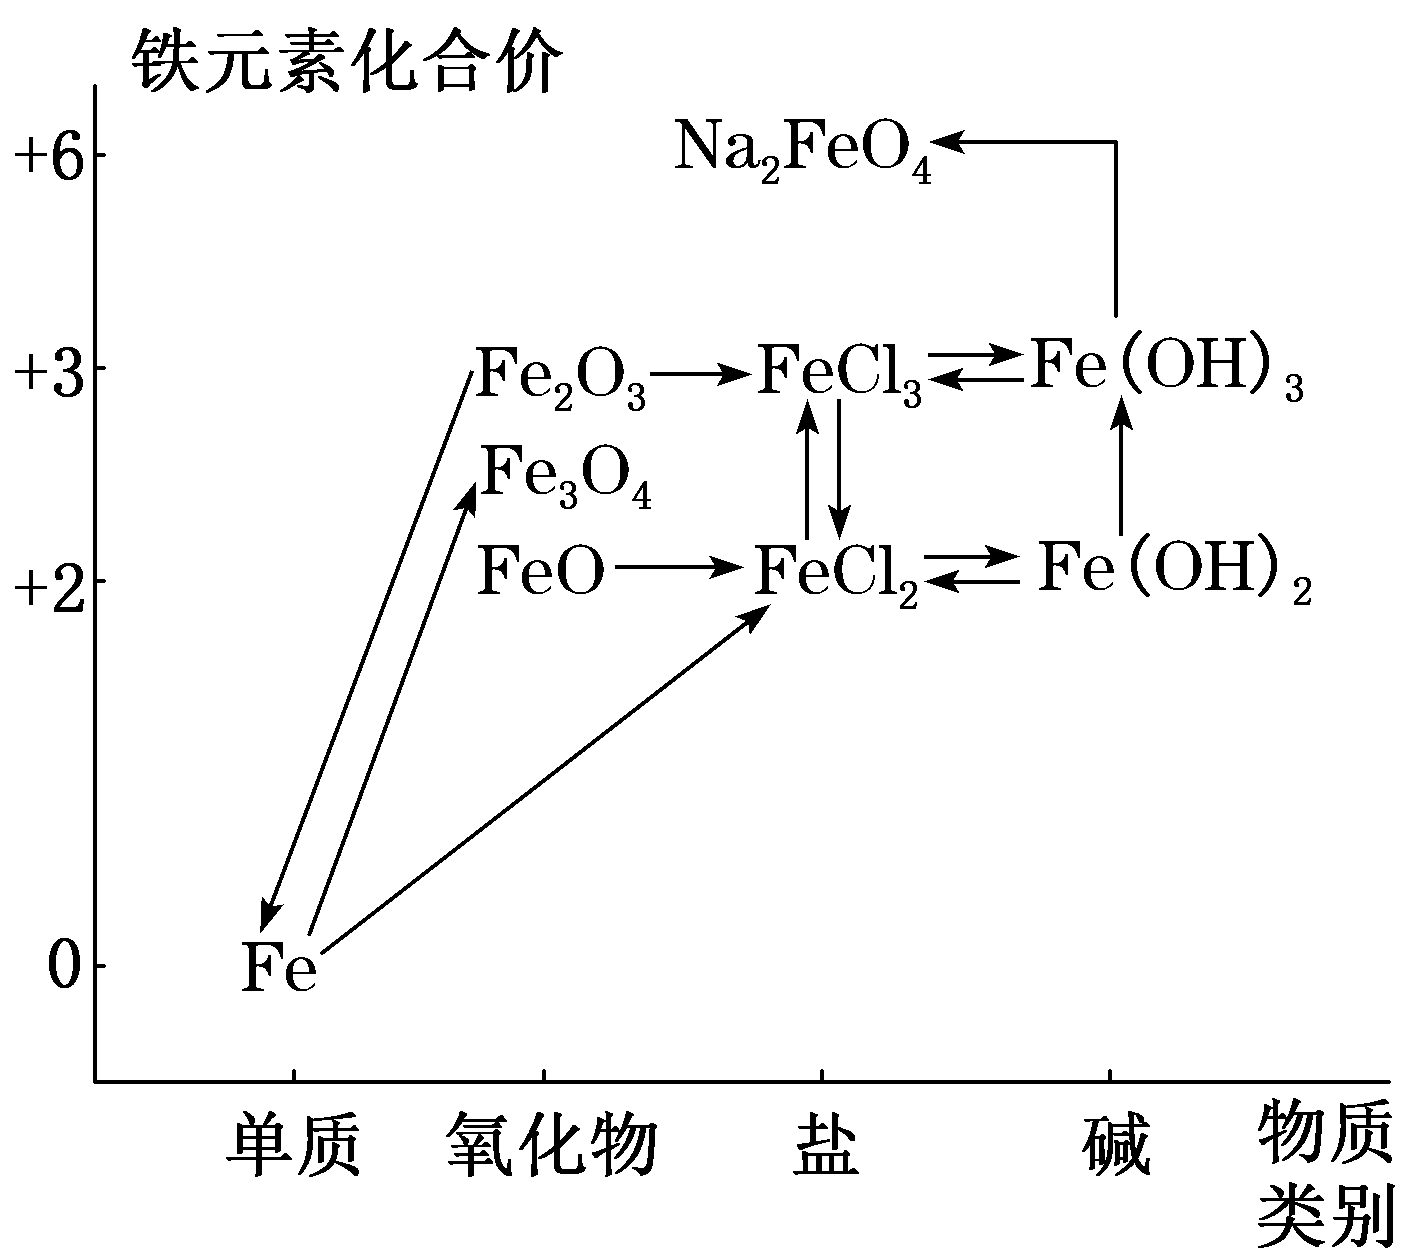 铁元素化合价
+6
Na₂FeO₄
+3
Fe₂O₃
FeCl₃
Fe(OH)₃
Fe₃O₄
+2
FeO
FeCl₂
Fe(OH)₂
0
Fe
单质
氧化物
盐
碱
物质
类别